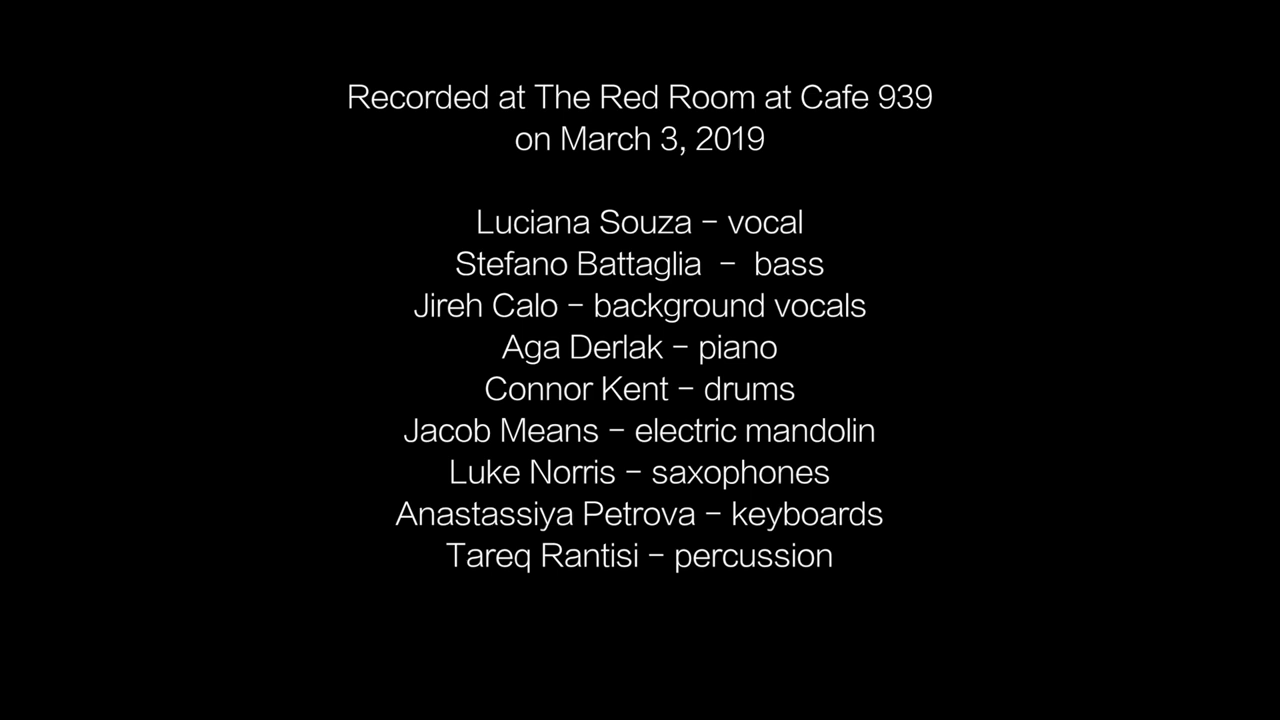 Recorded at The Red Room at Cafe 939
on March 3, 2019
Luciana Souza – vocal
Stefano Battaglia – bass
Jireh Calo – background vocals
Aga Derlak – piano
Connor Kent – drums
Jacob Means – electric mandolin
Luke Norris – saxophones
Anastassiya Petrova – keyboards
Tareq Rantisi – percussion